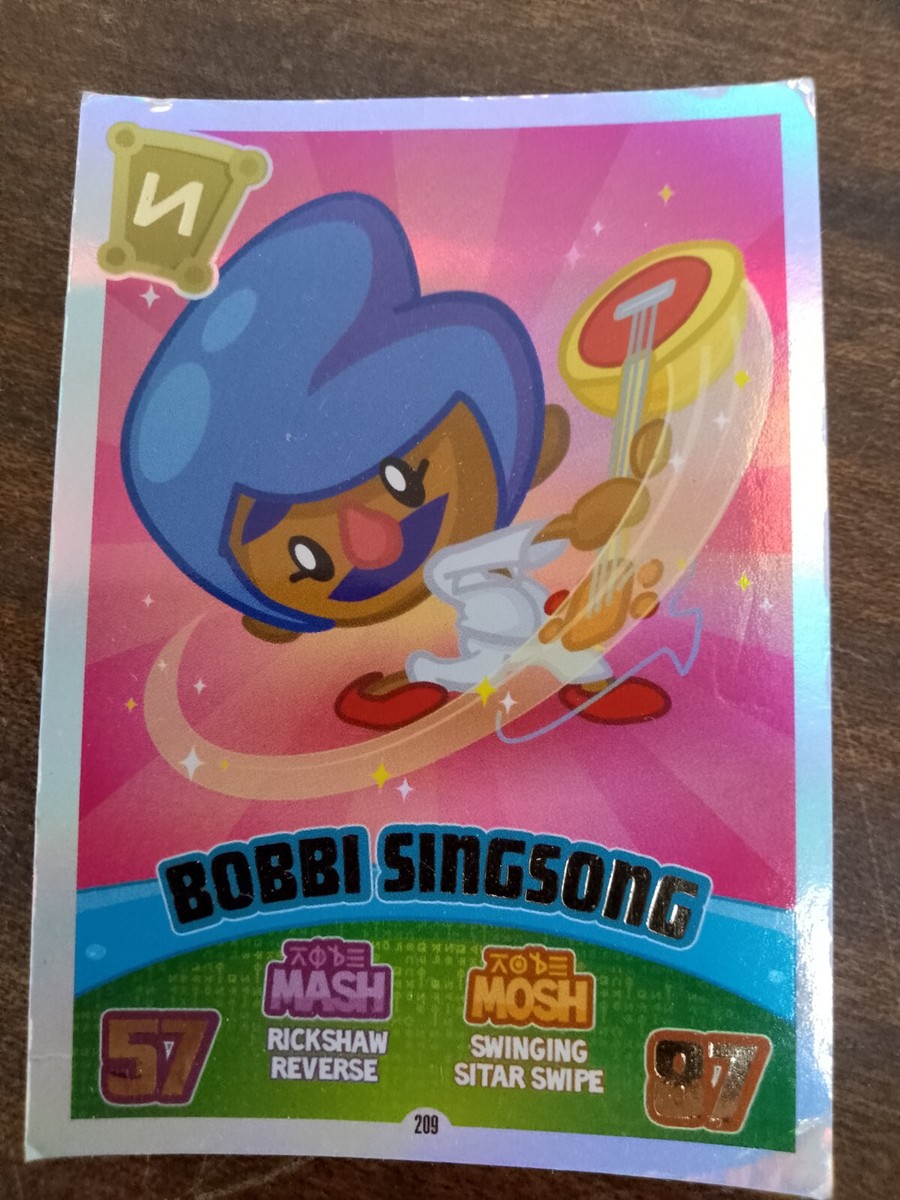 BOBBI SINGSONG
MASH
RICKSHAW
REVERSE
MOSH
SWINGING
SITAR SWIPE
57
97
209